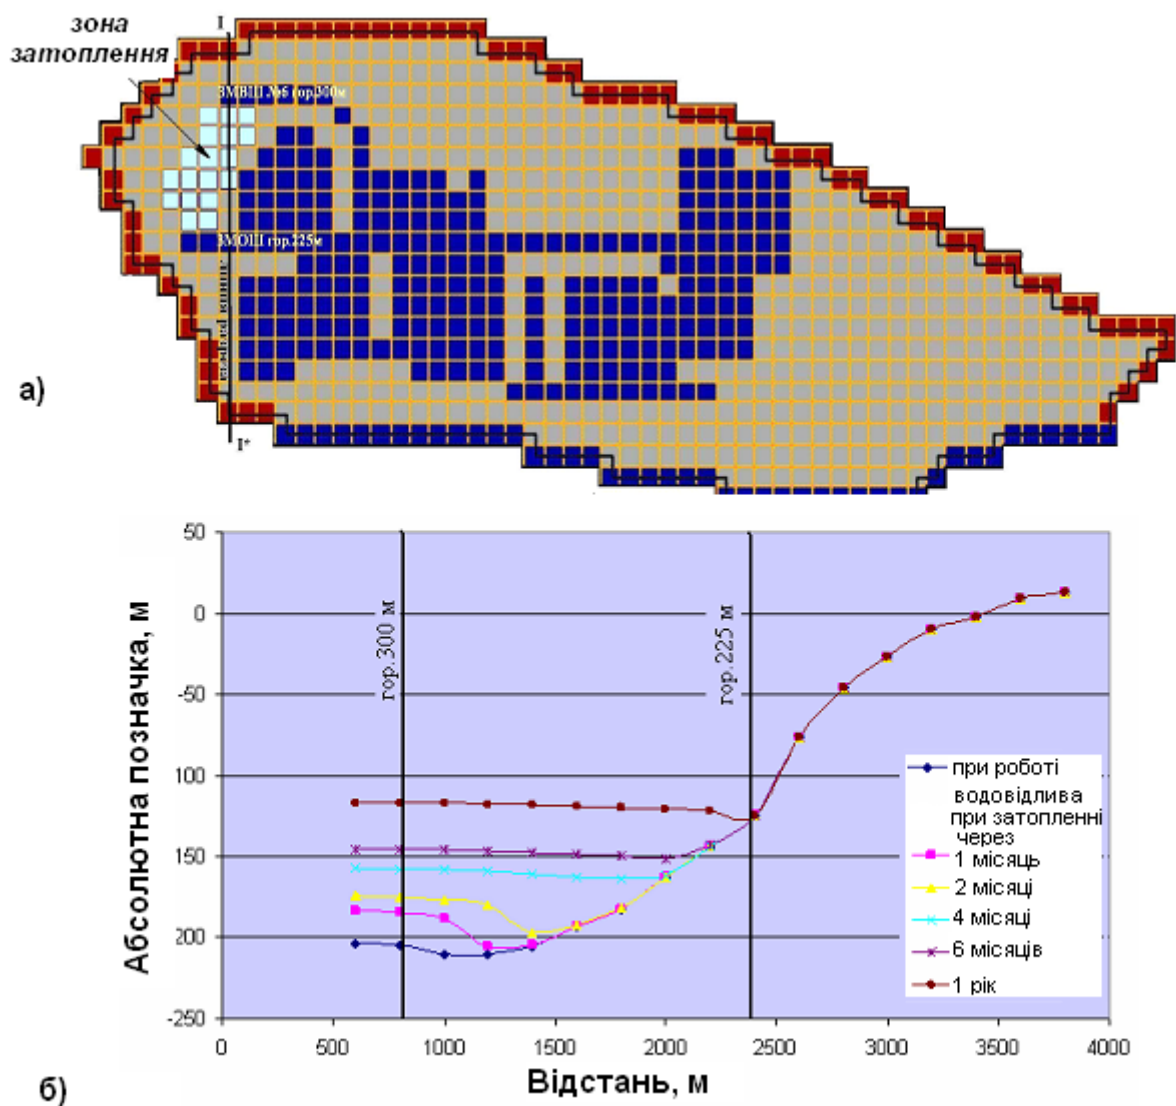 зона
затоплення
I
ЗМВШ №6 гор.300м
ЗМОШ гор.225м
I*
а)
50
0
-50
100
150
200
-250
0
500
1000
1500
2000
2500
3000
3500
4000
Абсолютна позначка, м
Відстань, м
гор.300 м
гор.225 м
при роботі
водовідлива
при затопленні
через
1 місяць
2 місяці
4 місяці
6 місяців
1 рік
б)